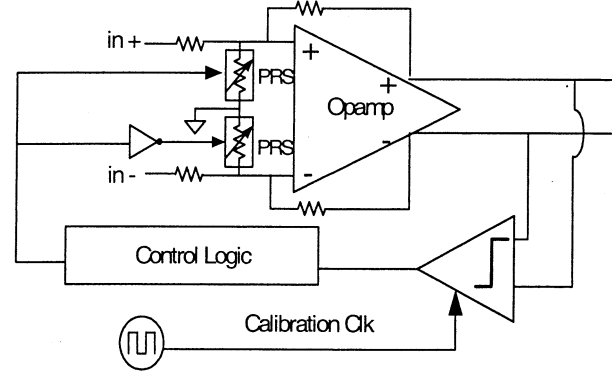 in +
PRS
+
+
Opamp
PRS
-
-
in -
Control Logic
Calibration Clk